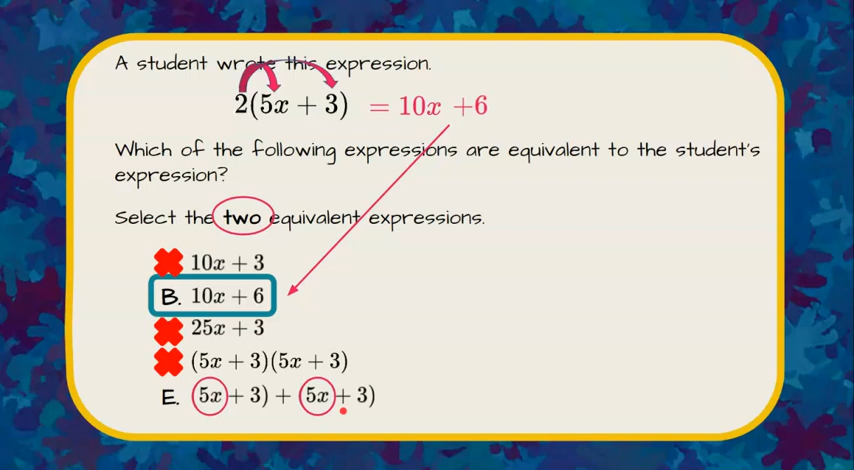 A student wrote this expression.
2(5x + 3) = 10x +6
Which of the following expressions are equivalent to the student's
expression?
Select the two equivalent expressions.
10x + 3
B. 10x + 6
25x + 3
(5x + 3)(5x + 3)
E. 5x + 3) + 5x + 3)